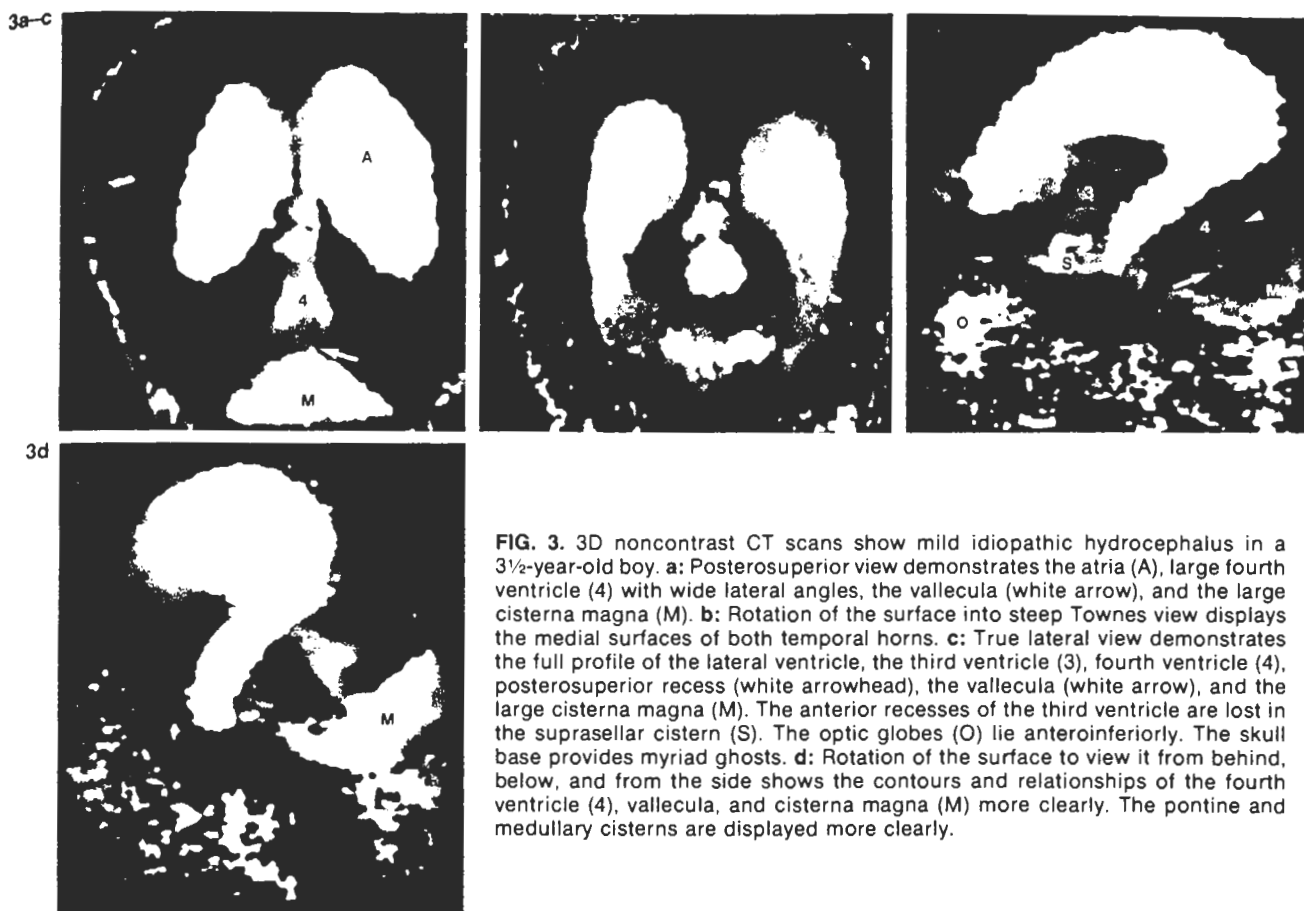 3a–c
A
4
M
3
4
S
M
O
3d
M
FIG. 3. 3D noncontrast CT scans show mild idiopathic hydrocephalus in a
3½-year-old boy. a: Posterosuperior view demonstrates the atria (A), large fourth
ventricle (4) with wide lateral angles, the vallecula (white arrow), and the large
cisterna magna (M). b: Rotation of the surface into steep Townes view displays
the medial surfaces of both temporal horns. c: True lateral view demonstrates
the full profile of the lateral ventricle, the third ventricle (3), fourth ventricle (4),
posterosuperior recess (white arrowhead), the vallecula (white arrow), and the
large cisterna magna (M). The anterior recesses of the third ventricle are lost in
the suprasellar cistern (S). The optic globes (O) lie anteroinferiorly. The skull
base provides myriad ghosts. d: Rotation of the surface to view it from behind,
below, and from the side shows the contours and relationships of the fourth
ventricle (4), vallecula, and cisterna magna (M) more clearly. The pontine and
medullary cisterns are displayed more clearly.